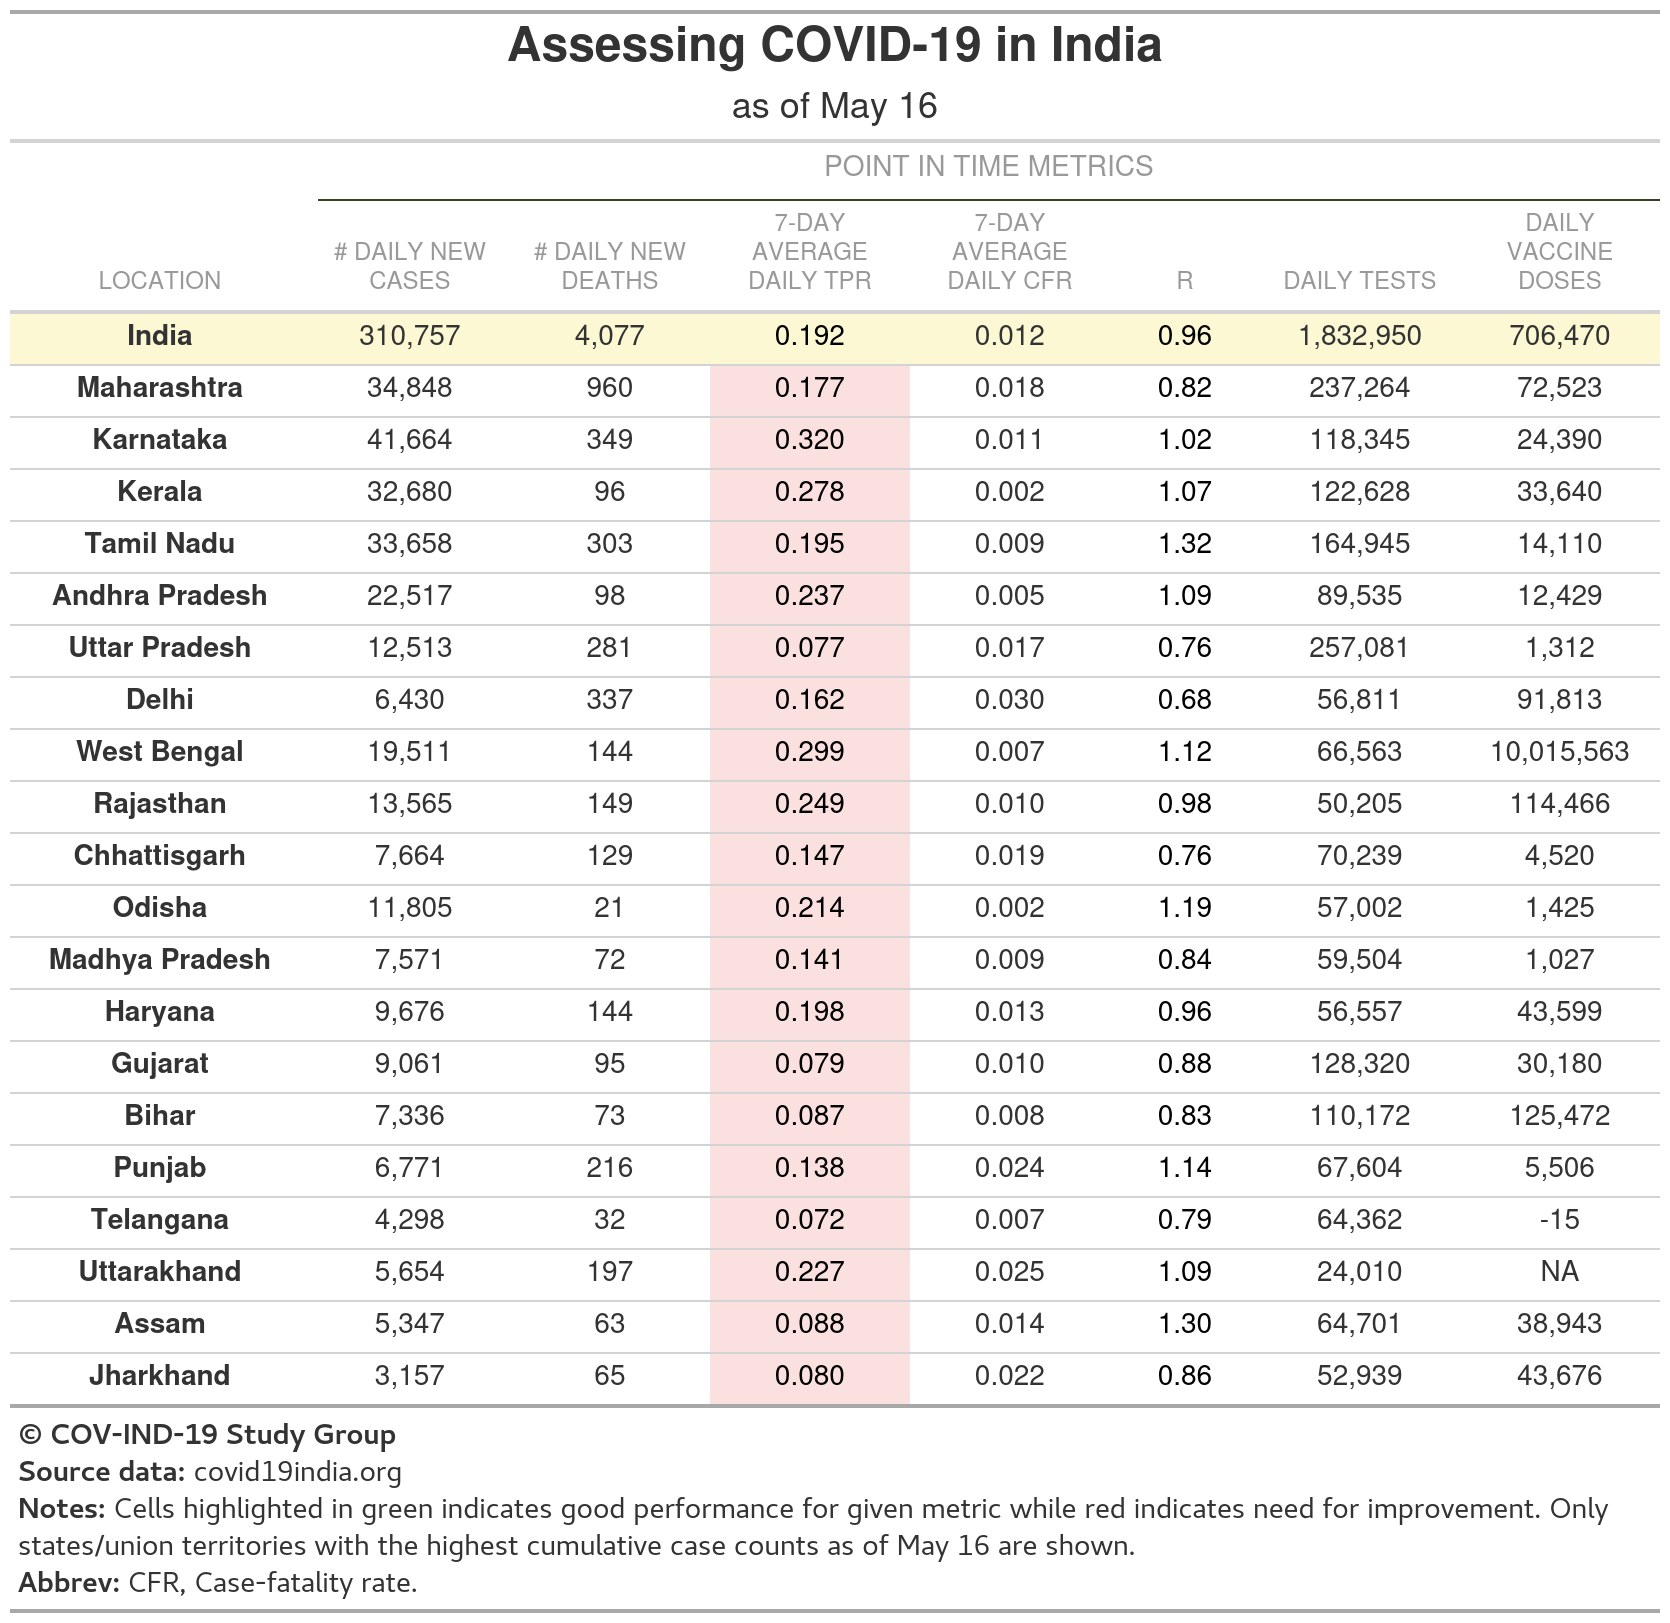 Assessing COVID-19 in India
as of May 16
POINT IN TIME METRICS
LOCATION # DAILY NEW CASES # DAILY NEW DEATHS 7-DAY AVERAGE DAILY TPR 7-DAY AVERAGE DAILY CFR R DAILY TESTS DAILY VACCINE DOSES
India 310,757 4,077 0.192 0.012 0.96 1,832,950 706,470
Maharashtra 34,848 960 0.177 0.018 0.82 237,264 72,523
Karnataka 41,664 349 0.320 0.011 1.02 118,345 24,390
Kerala 32,680 96 0.278 0.002 1.07 122,628 33,640
Tamil Nadu 33,658 303 0.195 0.009 1.32 164,945 14,110
Andhra Pradesh 22,517 98 0.237 0.005 1.09 89,535 12,429
Uttar Pradesh 12,513 281 0.077 0.017 0.76 257,081 1,312
Delhi 6,430 337 0.162 0.030 0.68 56,811 91,813
West Bengal 19,511 144 0.299 0.007 1.12 66,563 10,015,563
Rajasthan 13,565 149 0.249 0.010 0.98 50,205 114,466
Chhattisgarh 7,664 129 0.147 0.019 0.76 70,239 4,520
Odisha 11,805 21 0.214 0.002 1.19 57,002 1,425
Madhya Pradesh 7,571 72 0.141 0.009 0.84 59,504 1,027
Haryana 9,676 144 0.198 0.013 0.96 56,557 43,599
Gujarat 9,061 95 0.079 0.010 0.88 128,320 30,180
Bihar 7,336 73 0.087 0.008 0.83 110,172 125,472
Punjab 6,771 216 0.138 0.024 1.14 67,604 5,506
Telangana 4,298 32 0.072 0.007 0.79 64,362 -15
Uttarakhand 5,654 197 0.227 0.025 1.09 24,010 NA
Assam 5,347 63 0.088 0.014 1.30 64,701 38,943
Jharkhand 3,157 65 0.080 0.022 0.86 52,939 43,676
© COV-IND-19 Study Group
Source data: covid19india.org
Notes: Cells highlighted in green indicates good performance for given metric while red indicates need for improvement. Only
states/union territories with the highest cumulative case counts as of May 16 are shown.
Abbrev: CFR, Case-fatality rate.